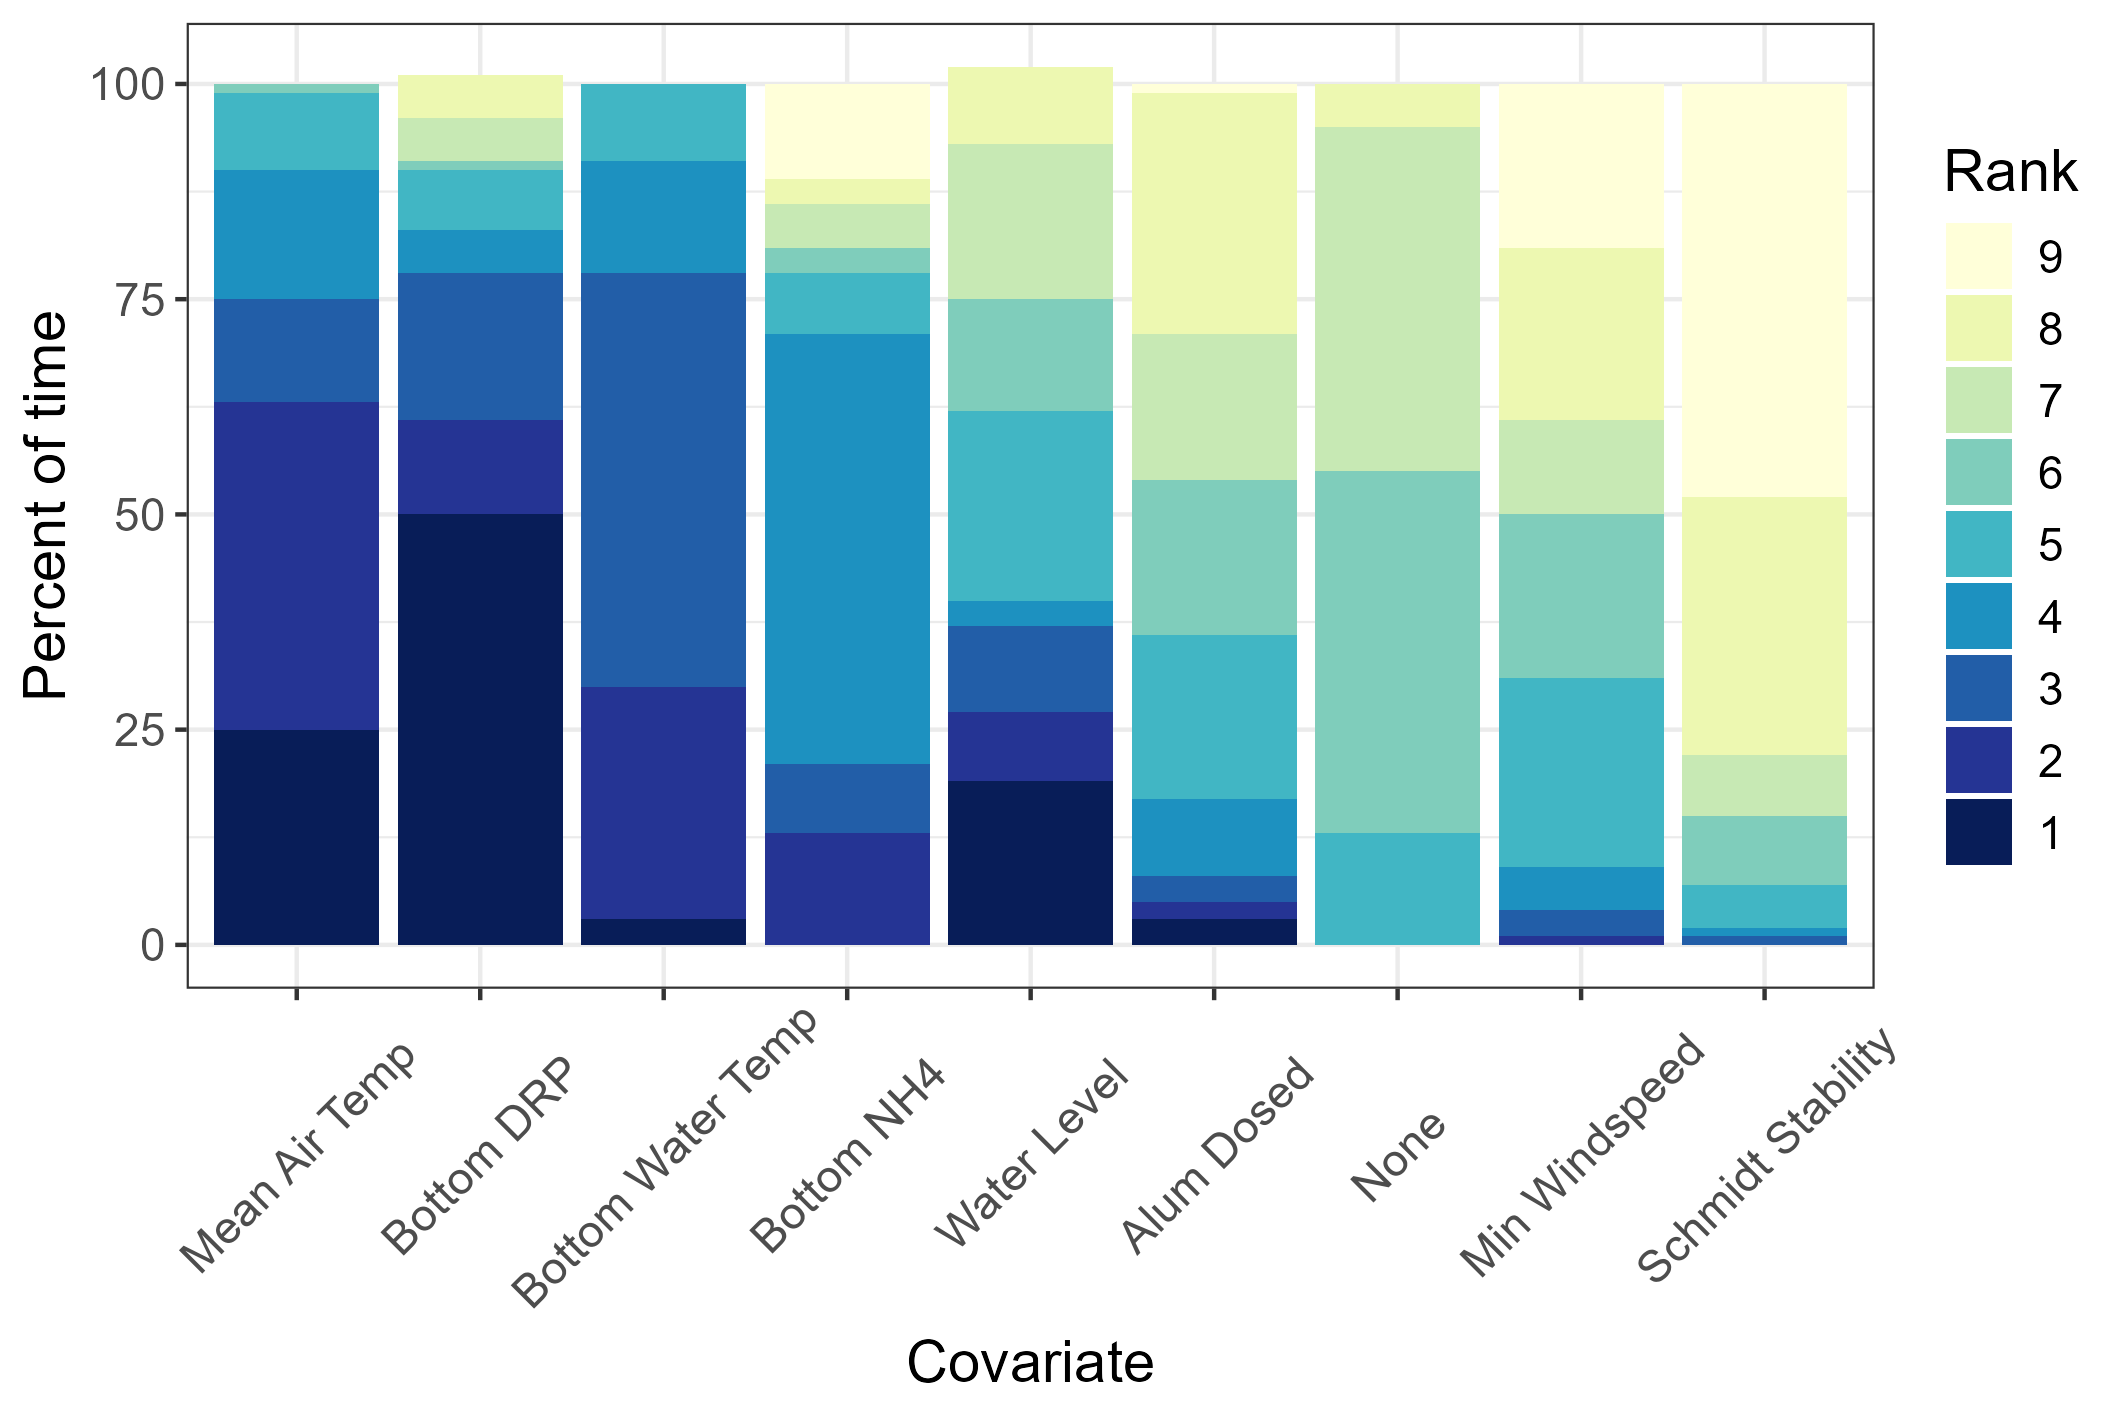 Percent of time
100
75
50
25
0
Mean Air Temp
Bottom DRP
Bottom Water Temp
Bottom NH4
Water Level
Alum Dosed
None
Min Windspeed
Schmidt Stability
Covariate
Rank
9
8
7
6
5
4
3
2
1